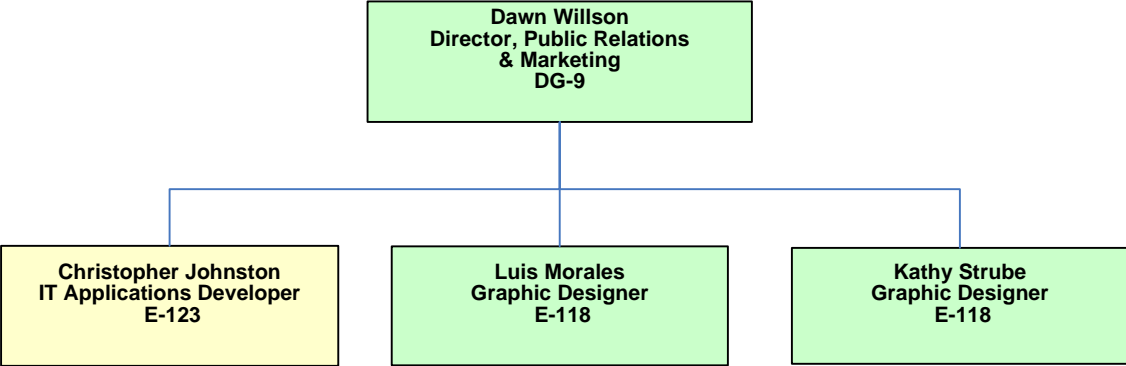 Dawn Willson
Director, Public Relations
& Marketing
DG-9
Christopher Johnston
IT Applications Developer
E-123
Luis Morales
Graphic Designer
E-118
Kathy Strube
Graphic Designer
E-118